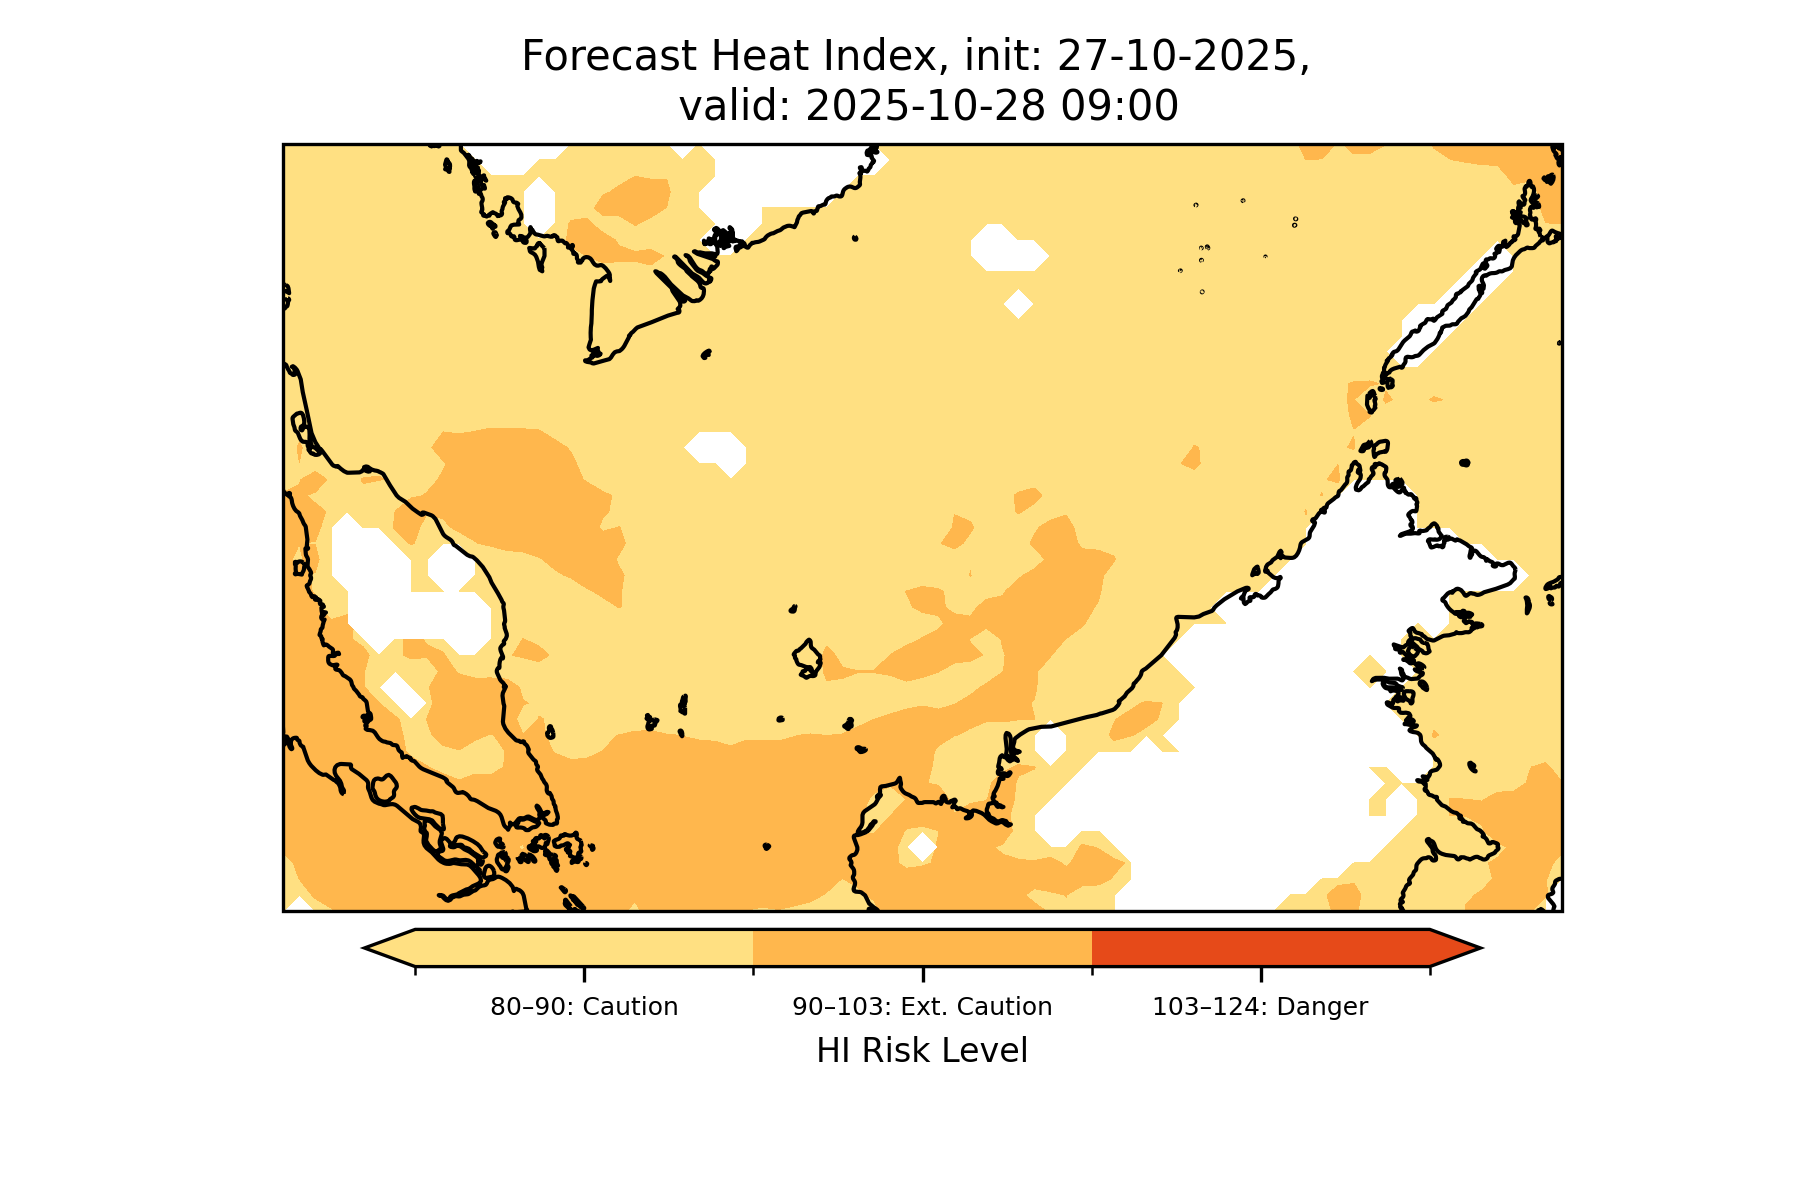 Forecast Heat Index, init: 27-10-2025,
valid: 2025-10-28 09:00
80–90: Caution
90–103: Ext. Caution
103–124: Danger
HI Risk Level